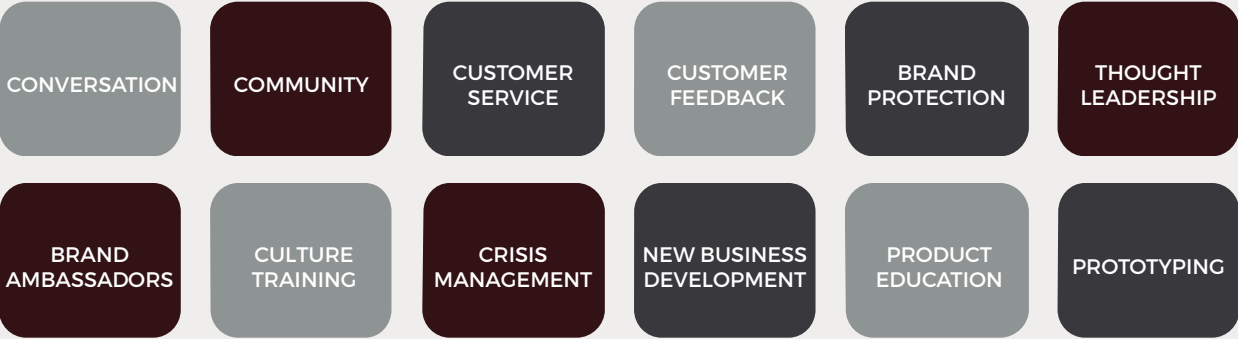 CONVERSATION
COMMUNITY
CUSTOMER
SERVICE
CUSTOMER
FEEDBACK
BRAND
PROTECTION
THOUGHT
LEADERSHIP
BRAND
AMBASSADORS
CULTURE
TRAINING
CRISIS
MANAGEMENT
NEW BUSINESS
DEVELOPMENT
PRODUCT
EDUCATION
PROTOTYPING